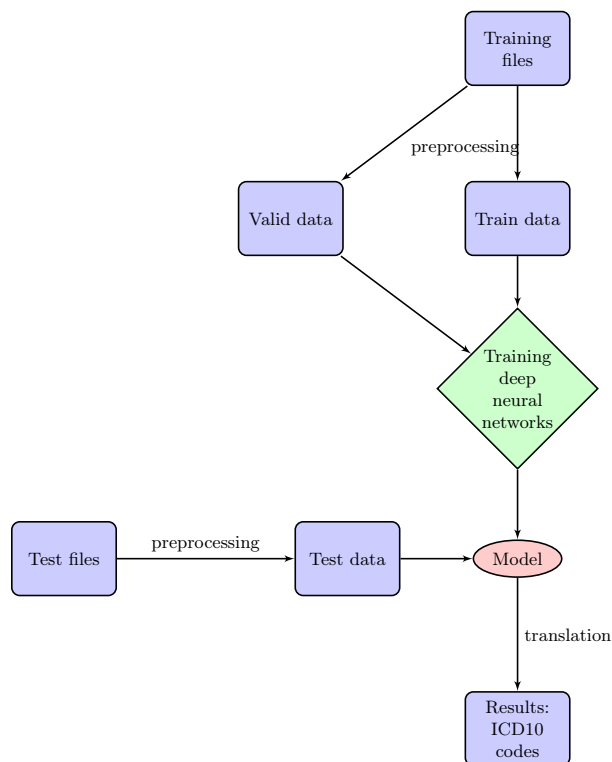 Training
files
preprocessing
Valid data
Train data
Training
deep
neural
networks
Test files
preprocessing
Test data
Model
translation
Results:
ICD10
codes